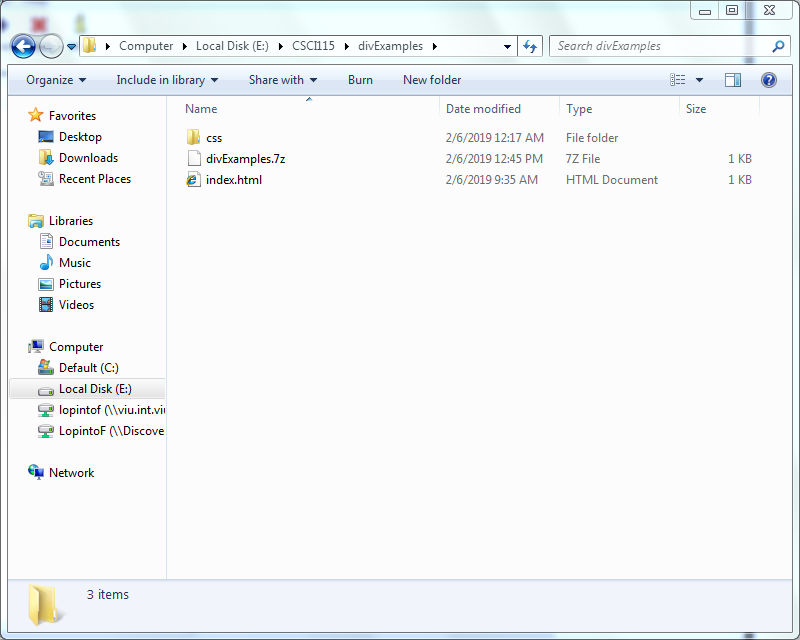 Computer Local Disk (E:) CSCI115 divExamples Search divExamples
Organize Include in library Share with Burn New folder
Name Date modified Type Size
css 2/6/2019 12:17 AM File folder
divExamples.7z 2/6/2019 12:45 PM 7Z File 1 KB
index.html 2/6/2019 9:35 AM HTML Document 1 KB
Favorites
Desktop
Downloads
Recent Places
Libraries
Documents
Music
Pictures
Videos
Computer
Default (C:)
Local Disk (E:)
lopintof (\\viu.int.viu
LopintoF (\\Discove
Network
3 items